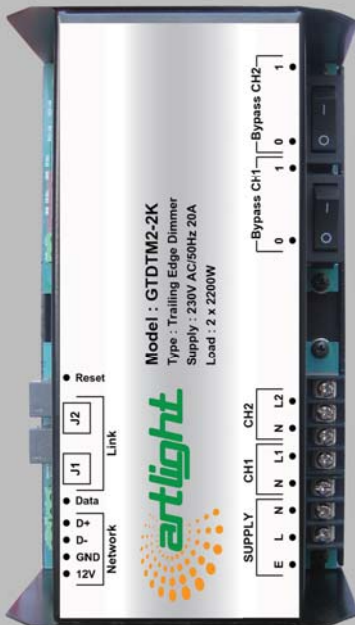 Bypass CH2
0 1
Bypass CH1
0 1
Model : GTDTM2-2K
Type : Trailing Edge Dimmer
Supply : 230V AC/50Hz 20A
Load : 2 x 2200W
artlight
Reset
J2
J1
Link
Data
D+
D-
GND
12V
Network
SUPPLY
E L N
CH1
N L1
CH2
N L2